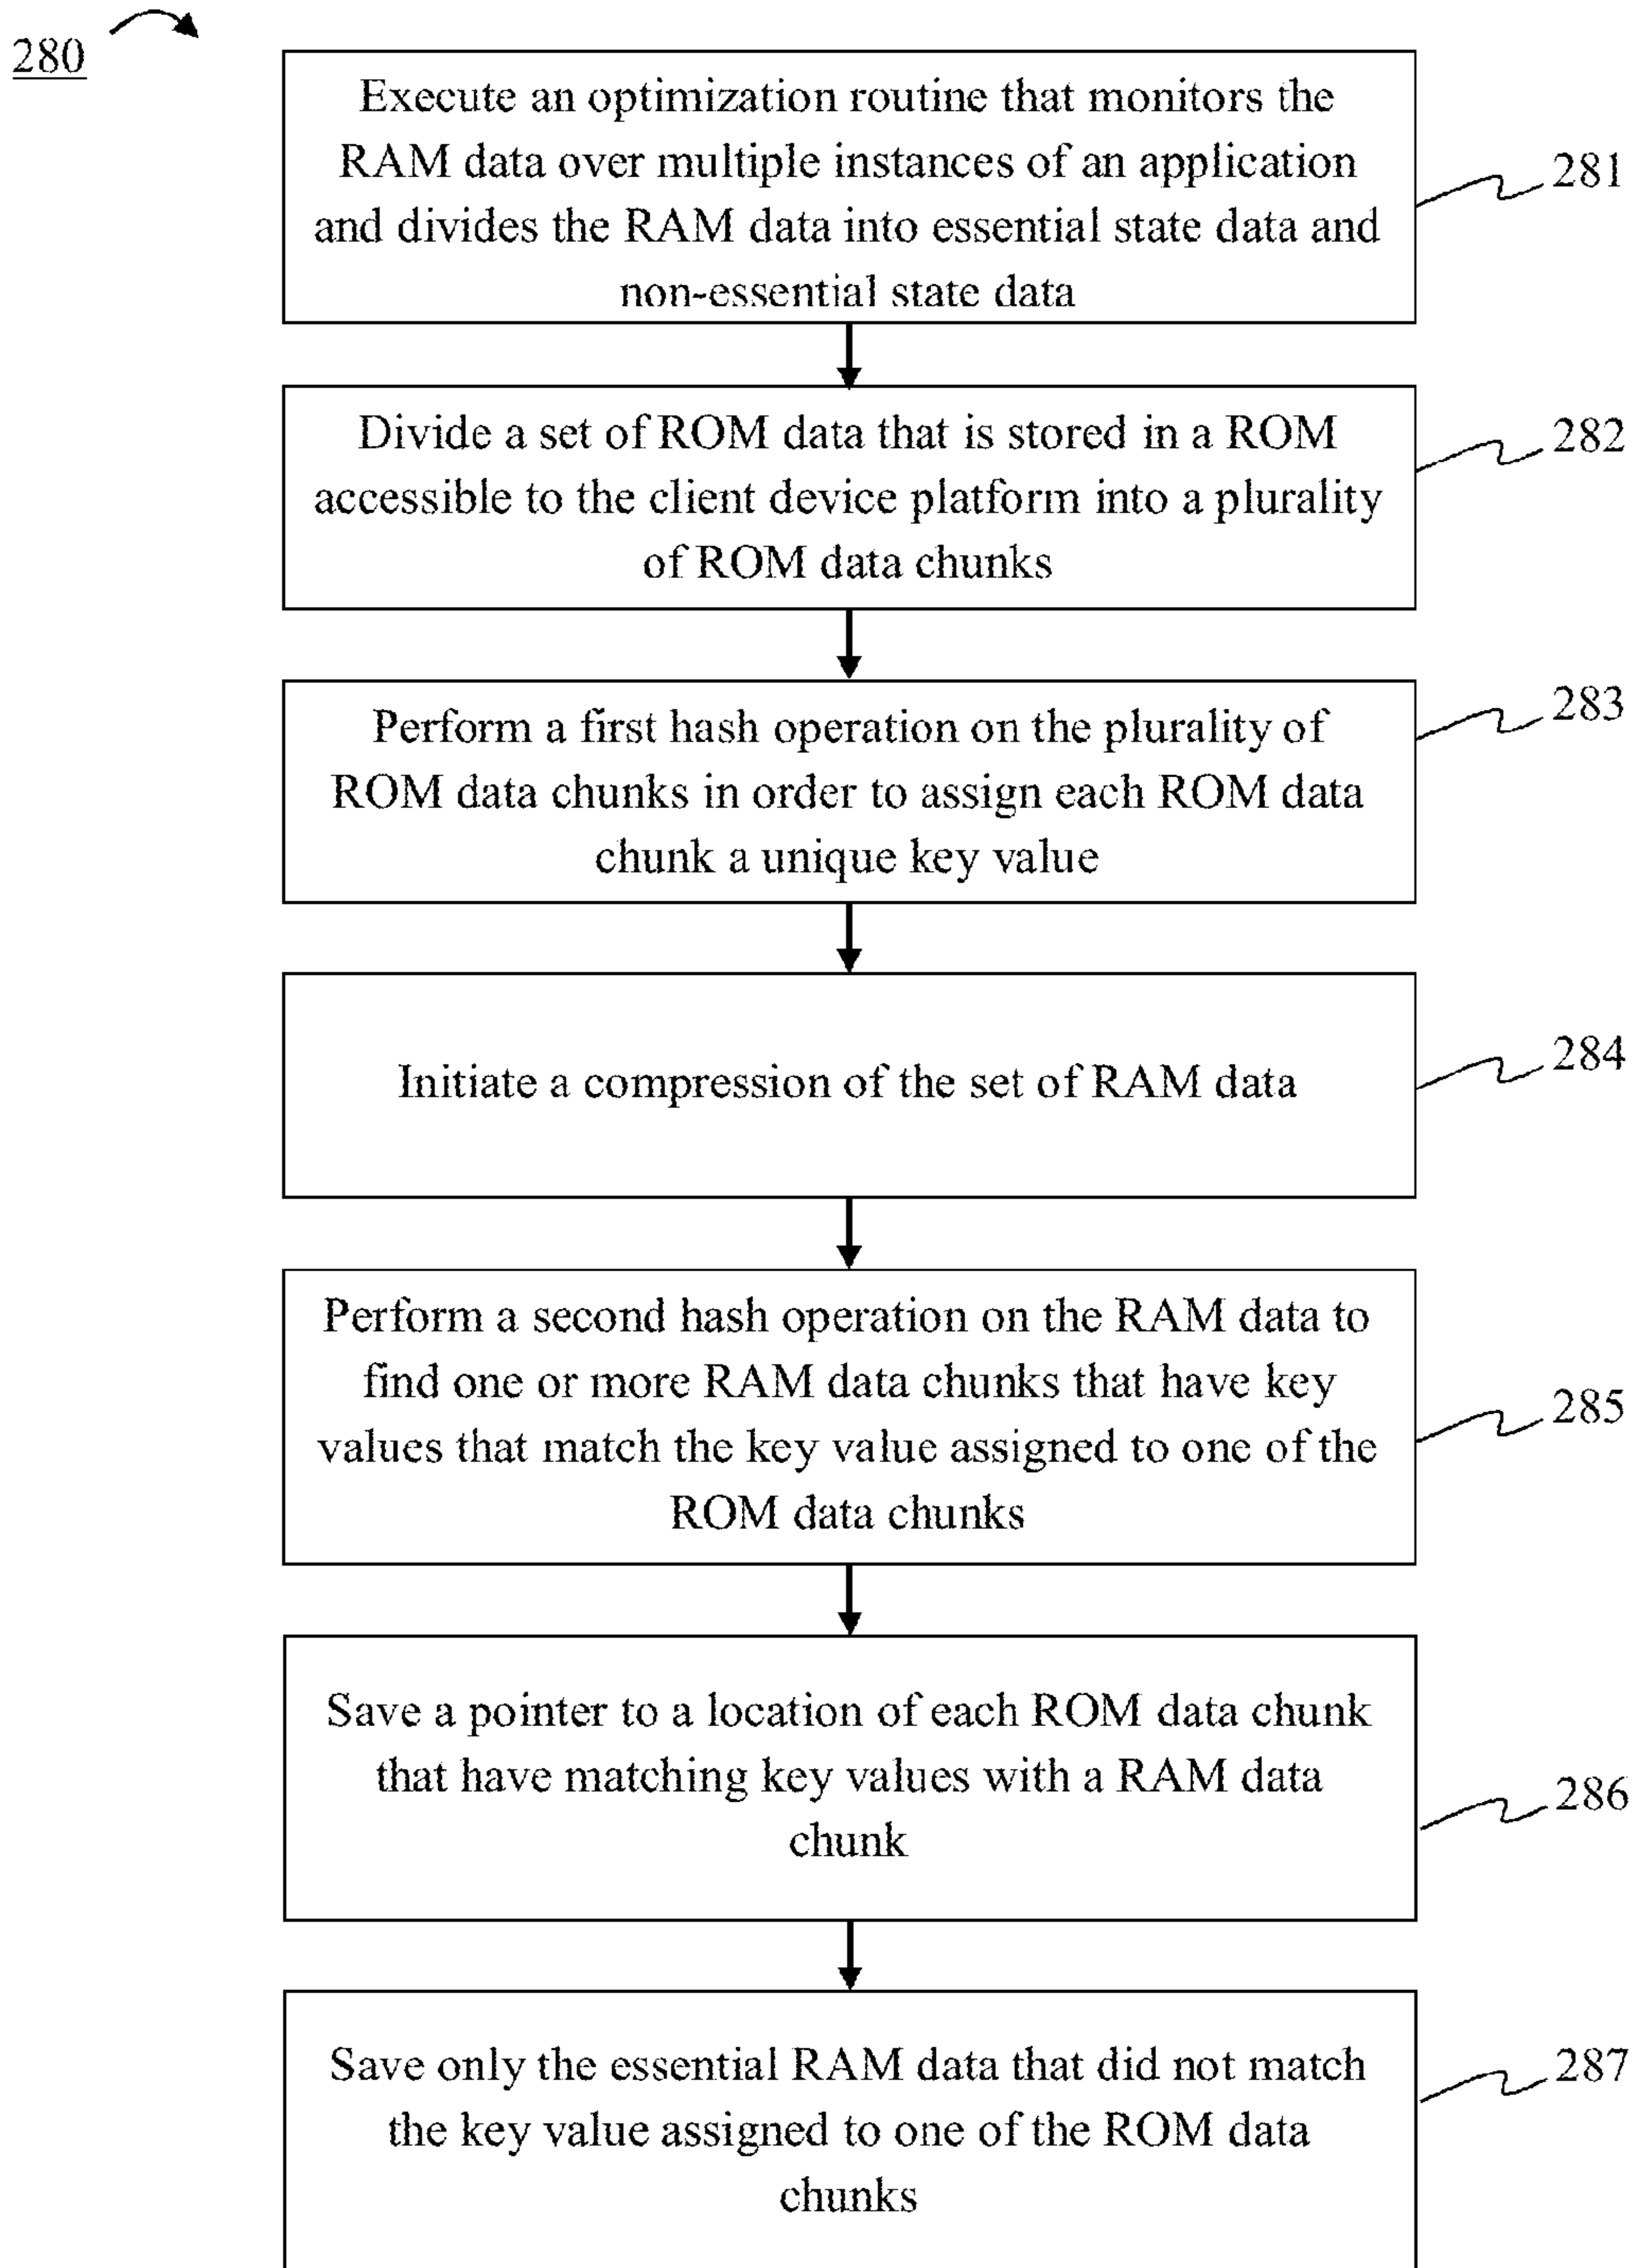 280
Execute an optimization routine that monitors the
RAM data over multiple instances of an application
and divides the RAM data into essential state data and
non-essential state data
281
Divide a set of ROM data that is stored in a ROM
accessible to the client device platform into a plurality
of ROM data chunks
282
Perform a first hash operation on the plurality of
ROM data chunks in order to assign each ROM data
chunk a unique key value
283
Initiate a compression of the set of RAM data
284
Perform a second hash operation on the RAM data to
find one or more RAM data chunks that have key
values that match the key value assigned to one of the
ROM data chunks
285
Save a pointer to a location of each ROM data chunk
that have matching key values with a RAM data
chunk
286
Save only the essential RAM data that did not match
the key value assigned to one of the ROM data
chunks
287